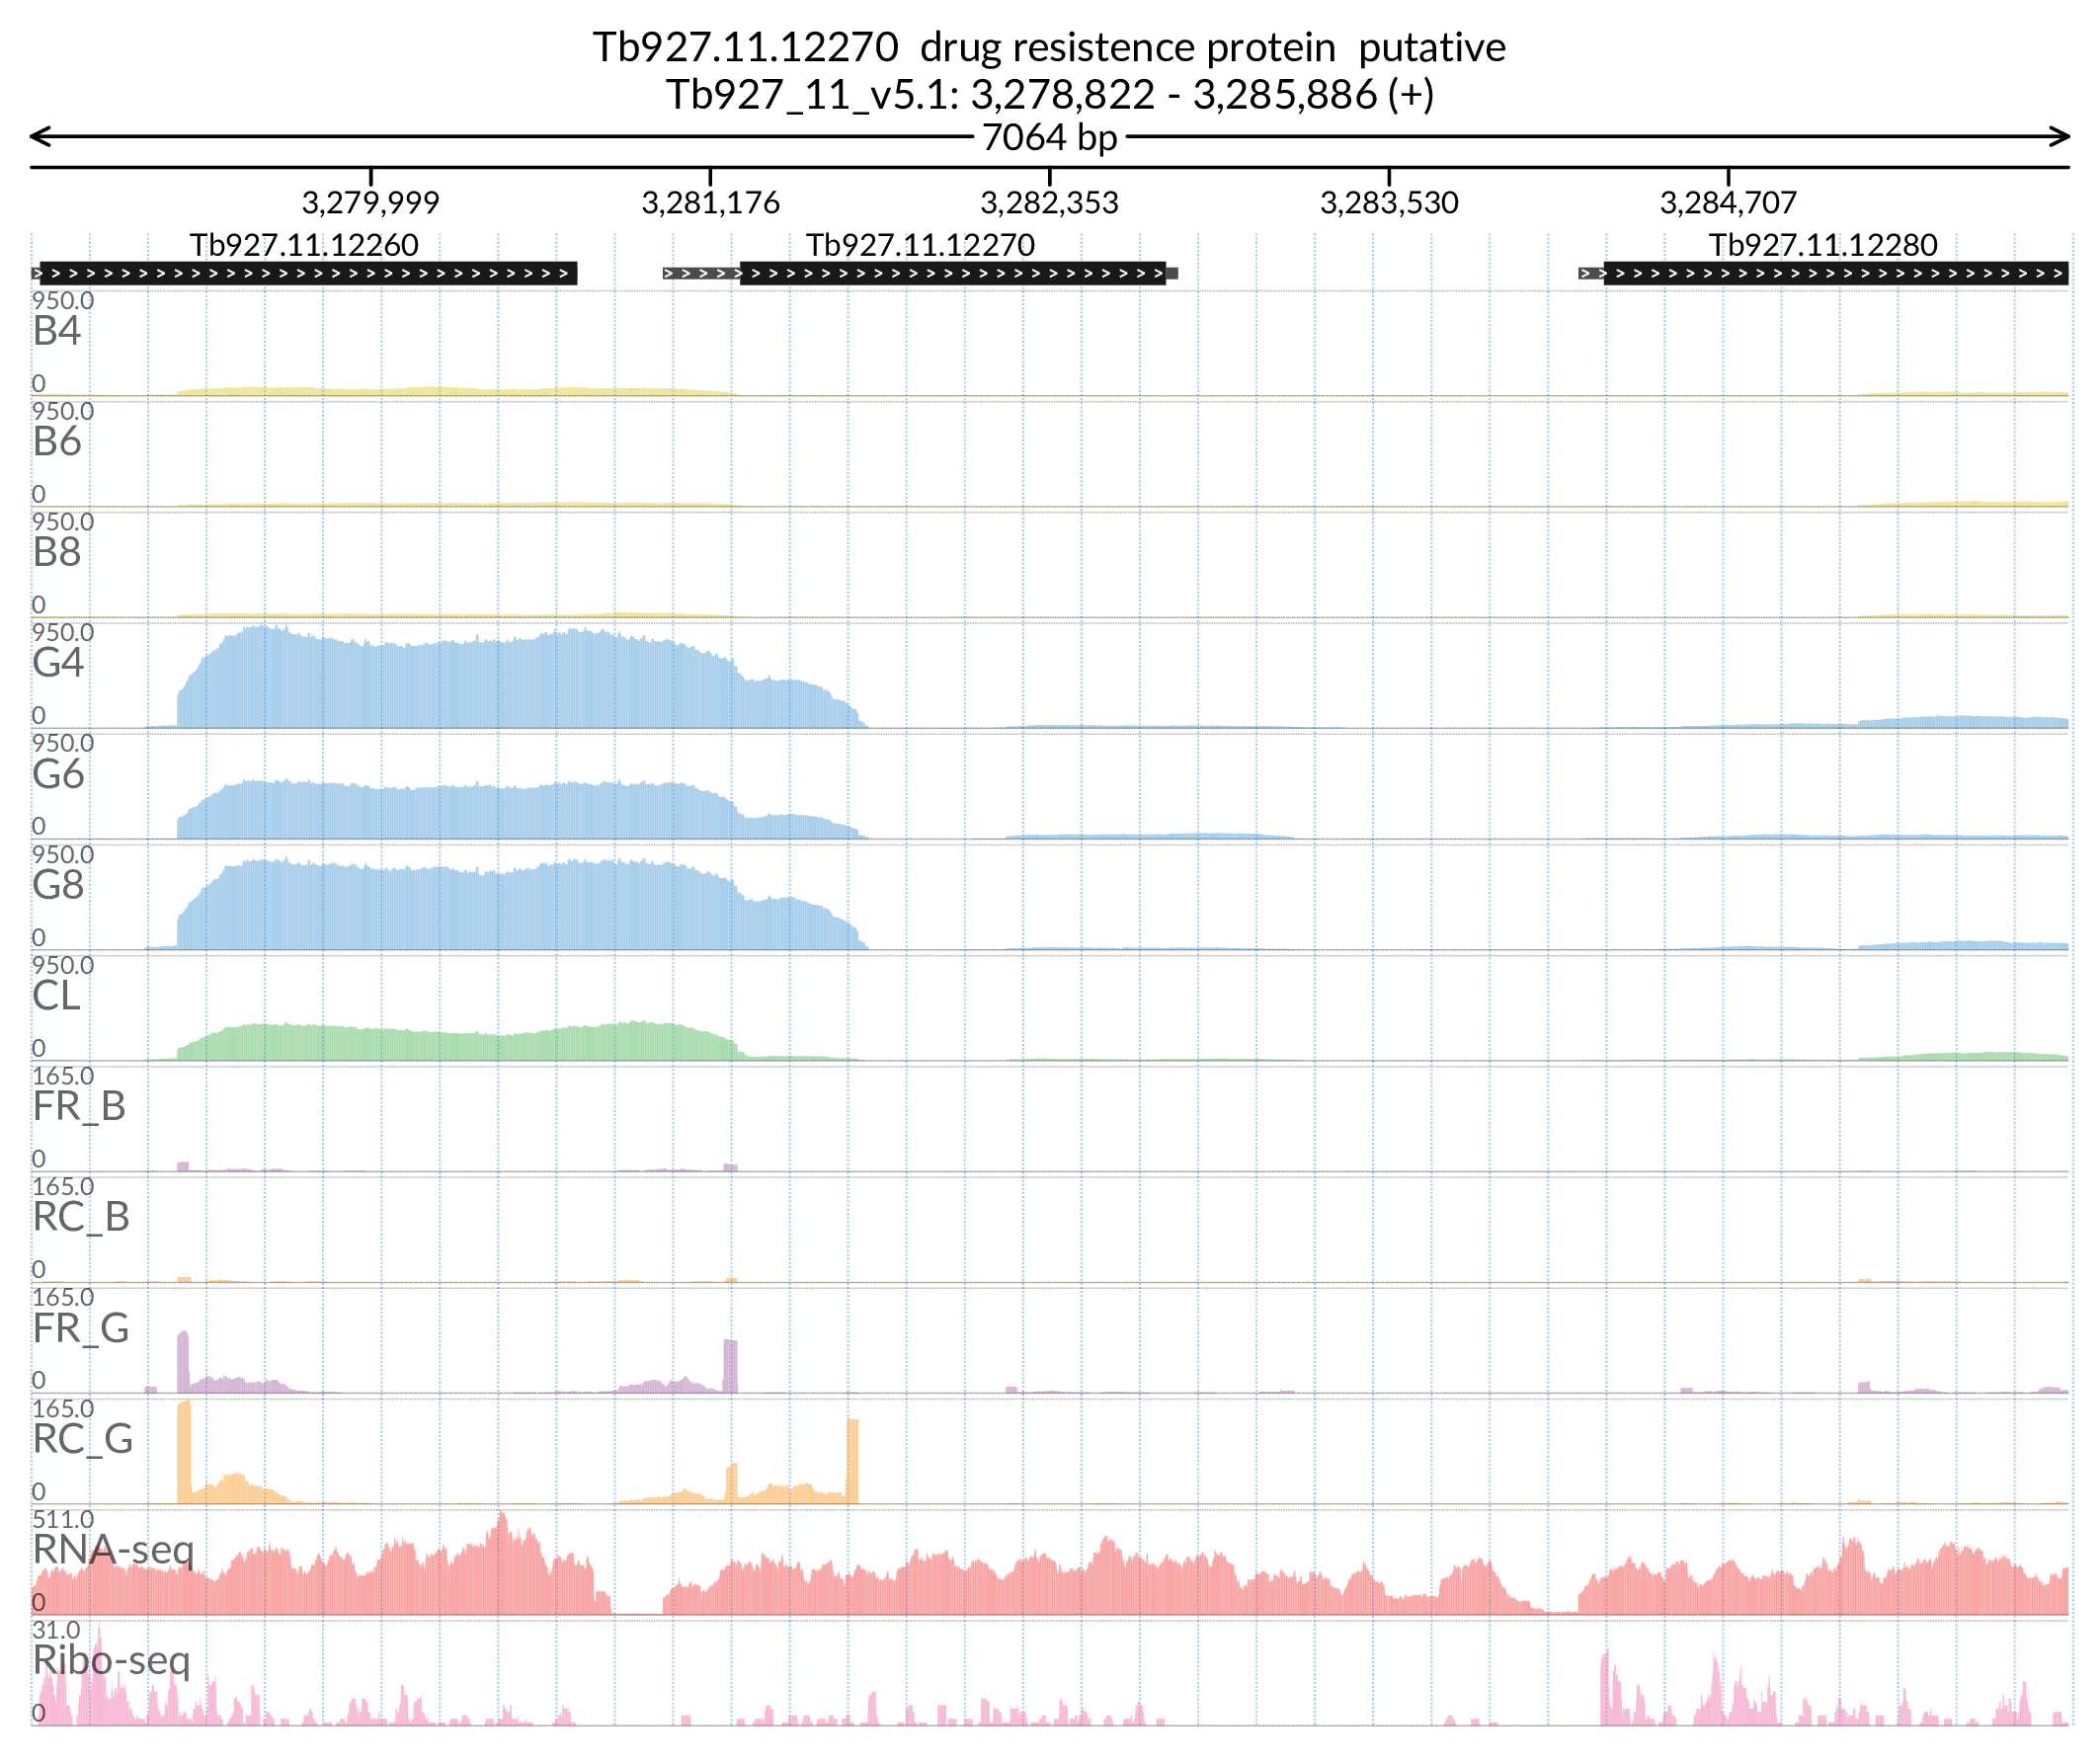 Tb927.11.12270 drug resistence protein putative
Tb927_11_v5.1: 3,278,822 - 3,285,886 (+)
7064 bp
3,279,999 3,281,176 3,282,353 3,283,530 3,284,707
Tb927.11.12260 Tb927.11.12270 Tb927.11.12280
950.0
B4
0
950.0
B6
0
950.0
B8
0
950.0
G4
0
950.0
G6
0
950.0
G8
0
950.0
CL
0
165.0
FR_B
0
165.0
RC_B
0
165.0
FR_G
0
165.0
RC_G
0
511.0
RNA-seq
0
31.0
Ribo-seq
0